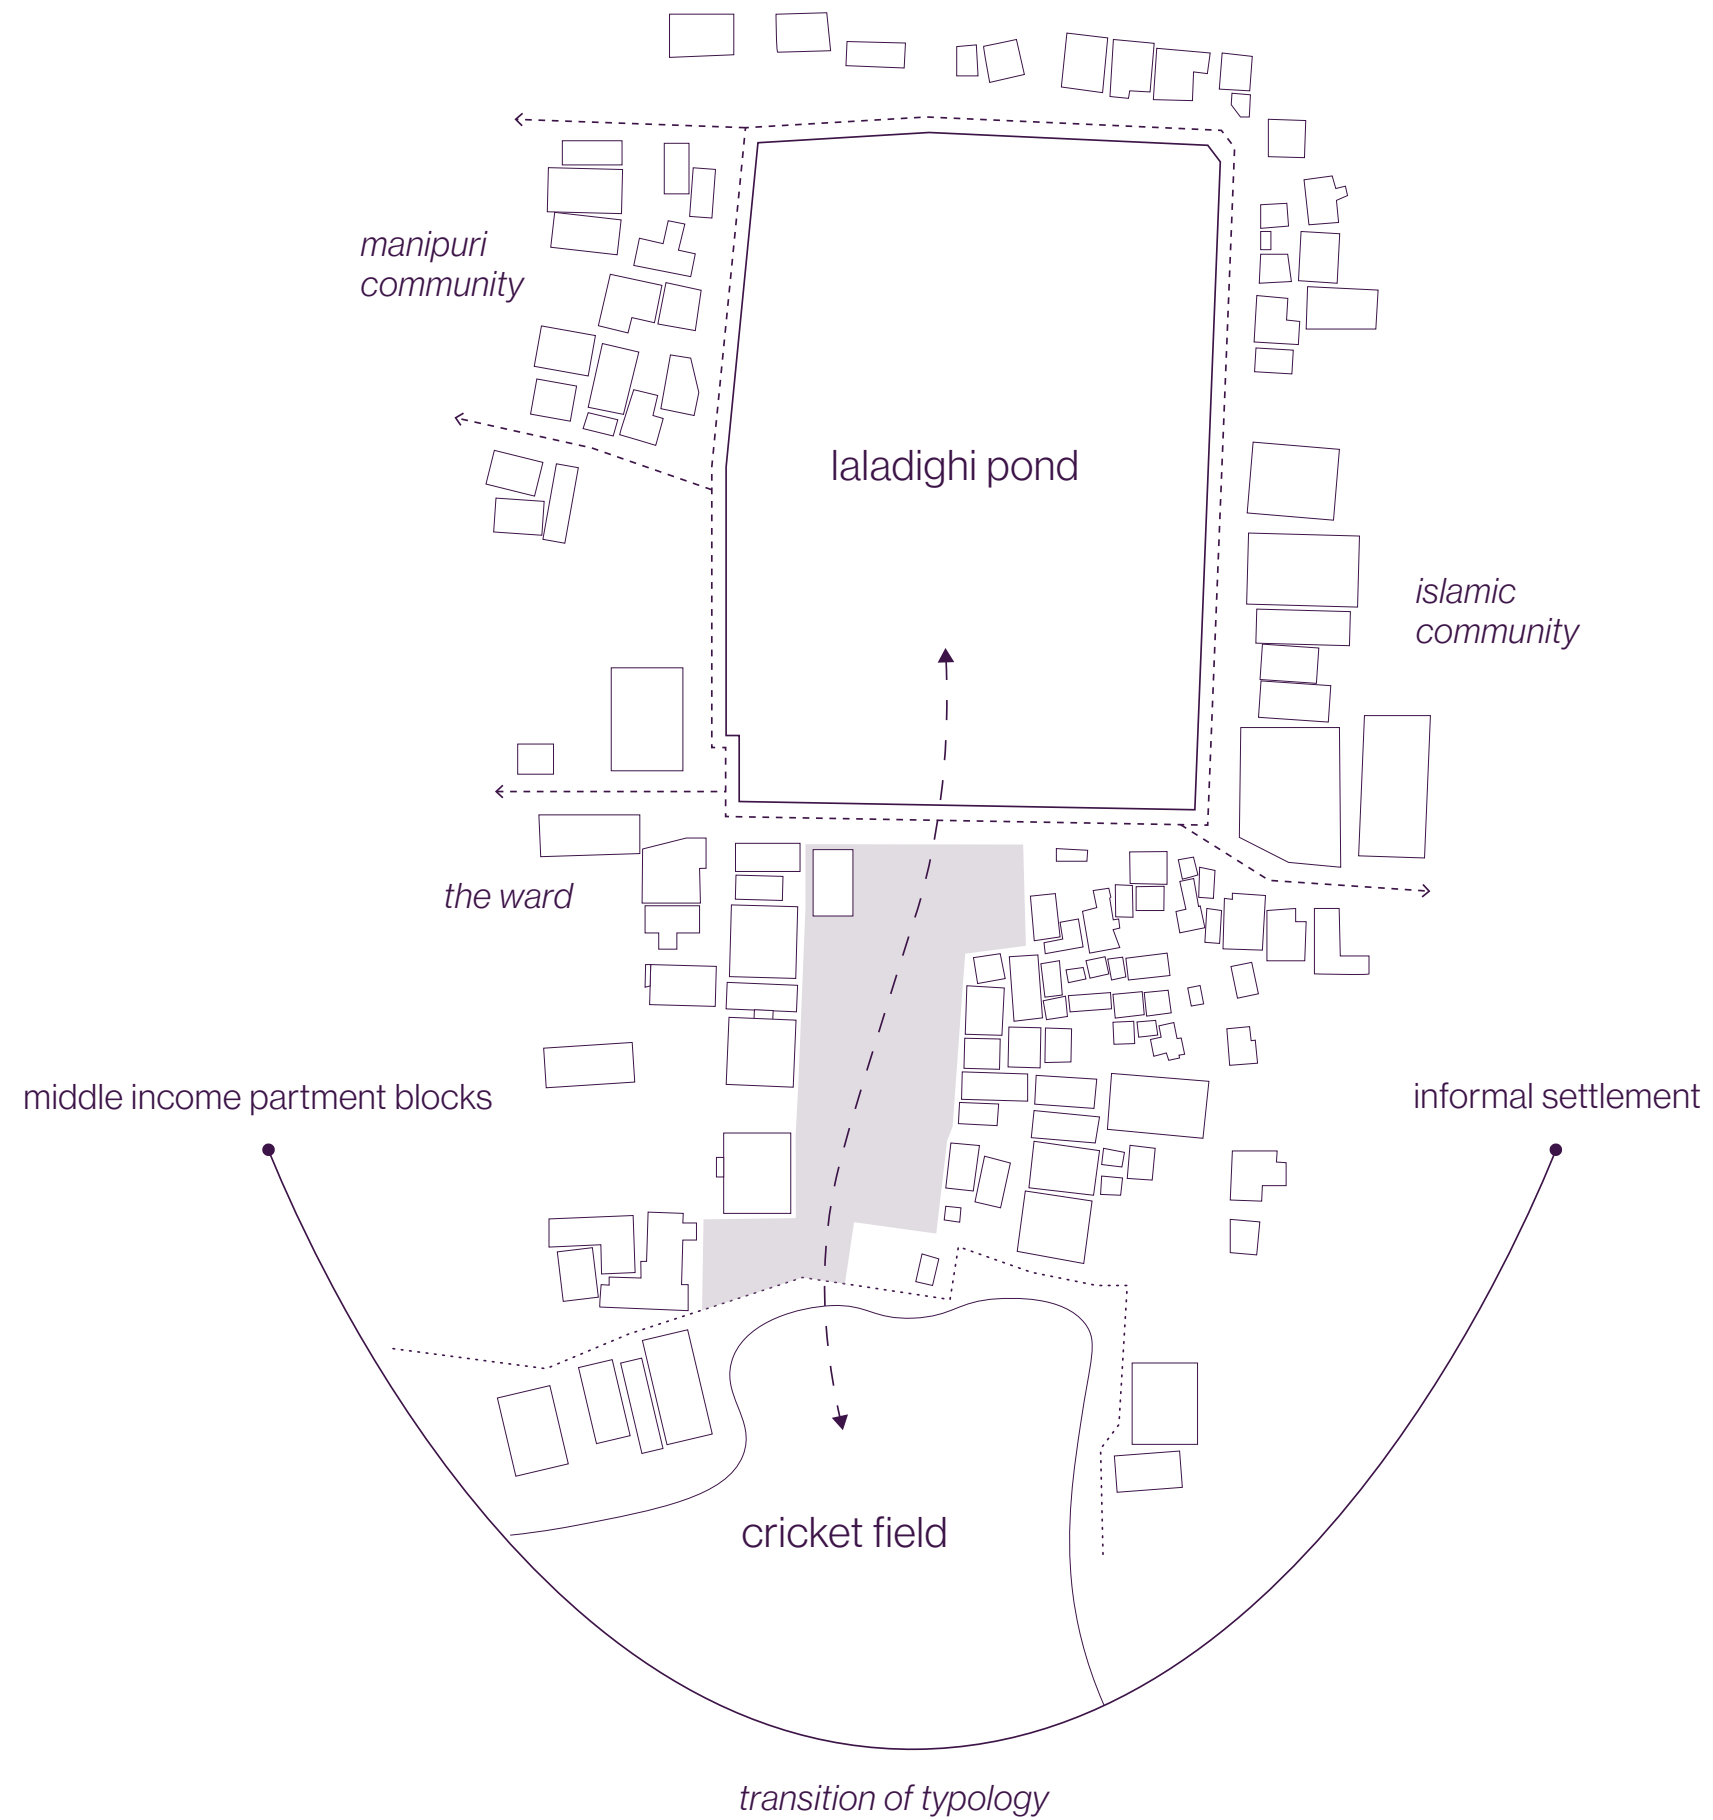 manipuri
community
laladighi pond
islamic
community
the ward
middle income partment blocks
informal settlement
cricket field
transition of typology